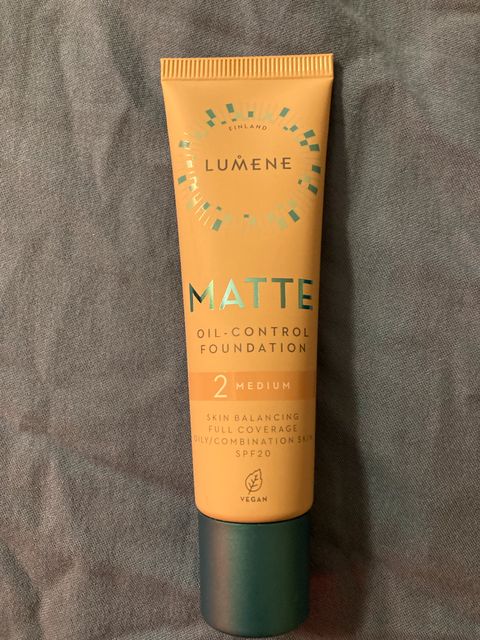 FINLAND
LUMENE
MATTE
OIL-CONTROL
FOUNDATION
2 MEDIUM
SKIN BALANCING
FULL COVERAGE
OILY/COMBINATION SKIN
SPF20
VEGAN